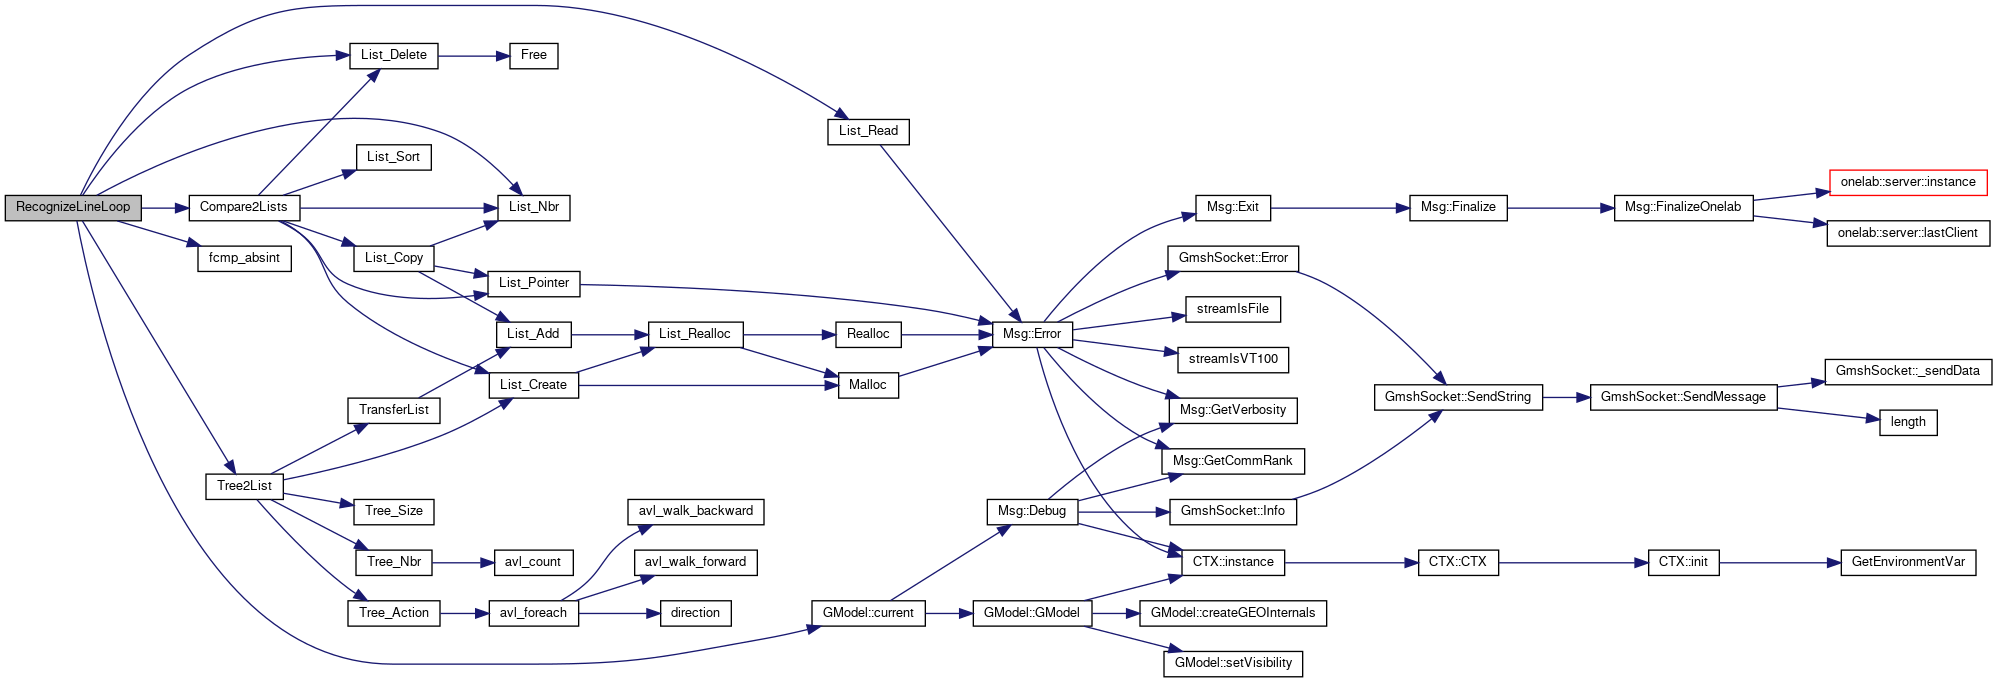 RecognizeLineLoop
List_Delete
Free
List_Read
List_Sort
Compare2Lists
List_Nbr
fcmp_absint
List_Copy
List_Pointer
List_Add
List_Realloc
Realloc
Msg::Error
List_Create
Malloc
TransferList
Tree2List
Tree_Size
Tree_Nbr
avl_count
Tree_Action
avl_foreach
avl_walk_backward
avl_walk_forward
direction
GModel::current
Msg::Debug
GModel::GModel
Msg::Exit
Msg::Finalize
Msg::FinalizeOnelab
onelab::server::instance
onelab::server::lastClient
GmshSocket::Error
streamIsFile
streamIsVT100
Msg::GetVerbosity
Msg::GetCommRank
GmshSocket::Info
GmshSocket::SendString
GmshSocket::SendMessage
GmshSocket::_sendData
length
CTX::instance
CTX::CTX
CTX::init
GetEnvironmentVar
GModel::createGEOInternals
GModel::setVisibility